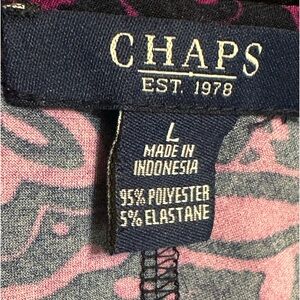 CHAPS
EST. 1978
L
MADE IN
INDONESIA
95% POLYESTER
5% ELASTANE